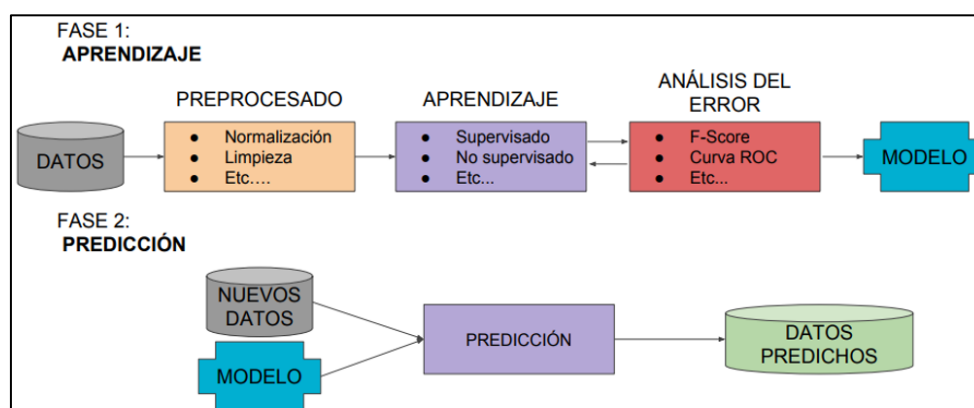 FASE 1:
APRENDIZAJE
PREPROCESADO
APRENDIZAJE
ANÁLISIS DEL
ERROR
DATOS
● Normalización
● Limpieza
● Etc....
● Supervisado
● No supervisado
● Etc...
● F-Score
● Curva ROC
● Etc...
MODELO
FASE 2:
PREDICCIÓN
NUEVOS
DATOS
MODELO
PREDICCIÓN
DATOS
PREDICHOS